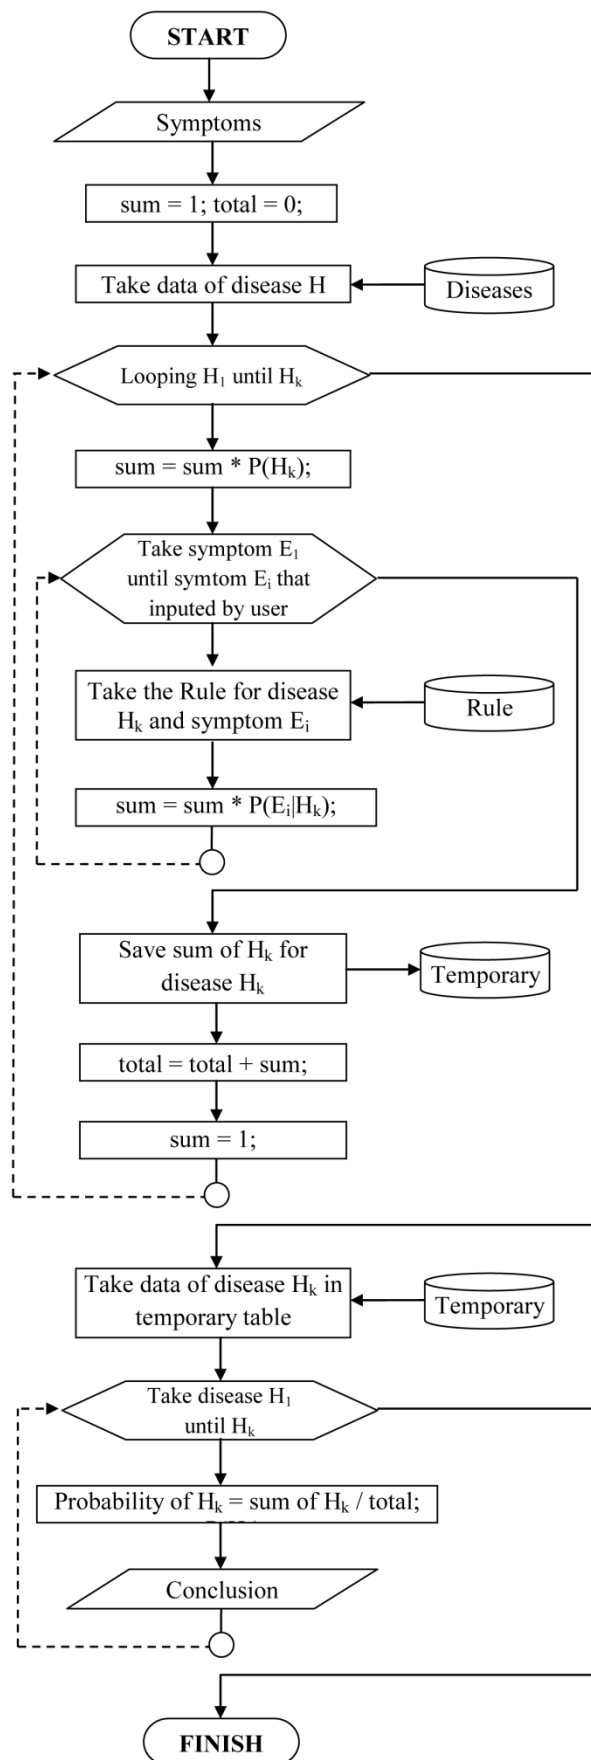 START
Symptoms
sum = 1; total = 0;
Take data of disease H
Diseases
Looping H₁ until Hₖ
sum = sum * P(Hₖ);
Take symptom E₁
until symtom Eᵢ that
inputed by user
Take the Rule for disease
Hₖ and symptom Eᵢ
Rule
sum = sum * P(Eᵢ|Hₖ);
Save sum of Hₖ for
disease Hₖ
Temporary
total = total + sum;
sum = 1;
Take data of disease Hₖ in
temporary table
Temporary
Take disease H₁
until Hₖ
Probability of Hₖ = sum of Hₖ / total;
Conclusion
FINISH